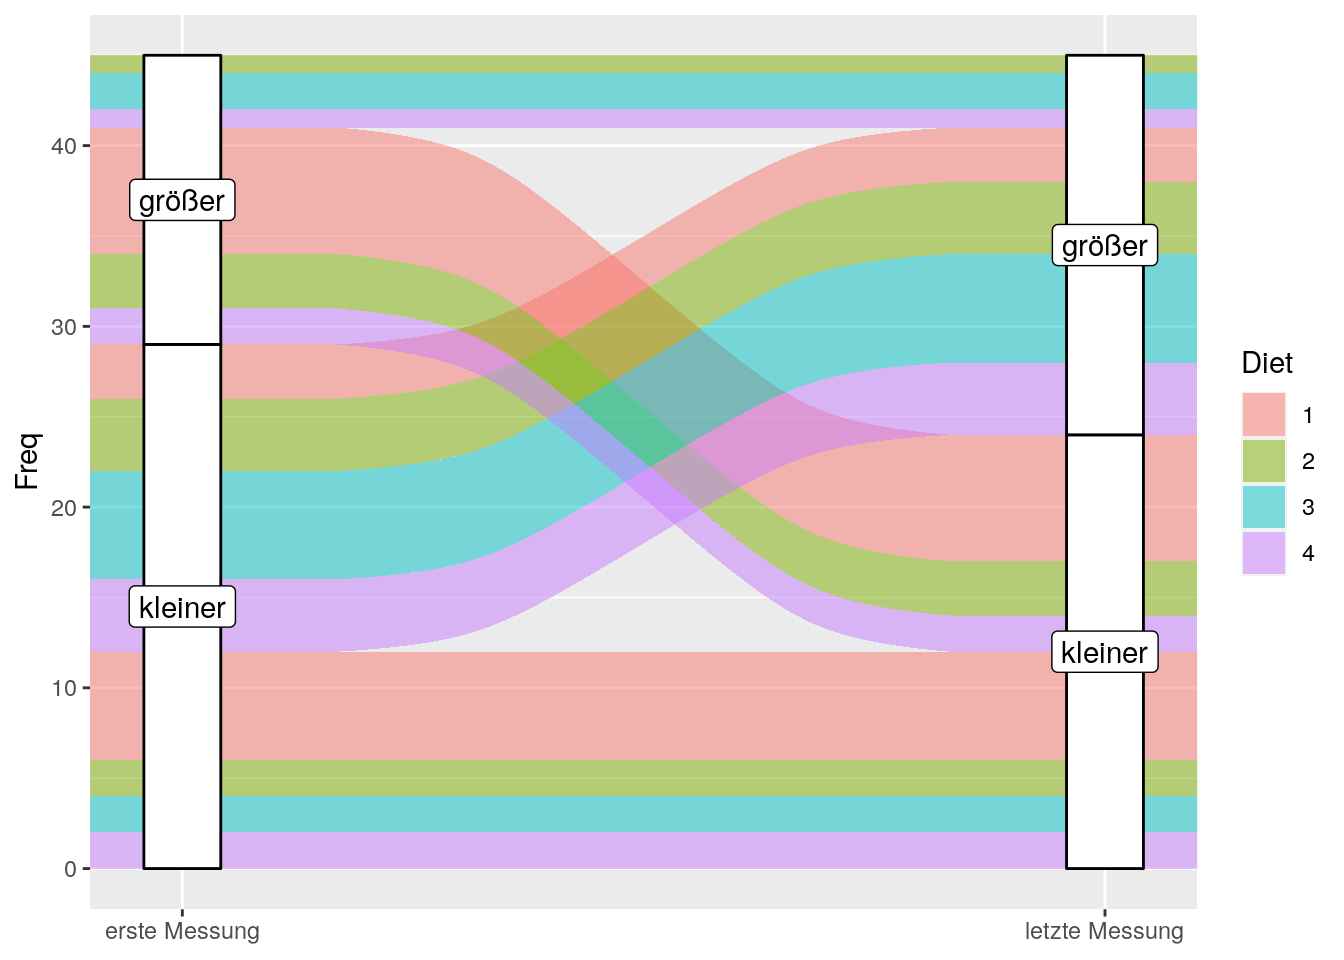 40
30
20
10
0
Freq
größer
kleiner
größer
kleiner
erste Messung
letzte Messung
Diet
1
2
3
4